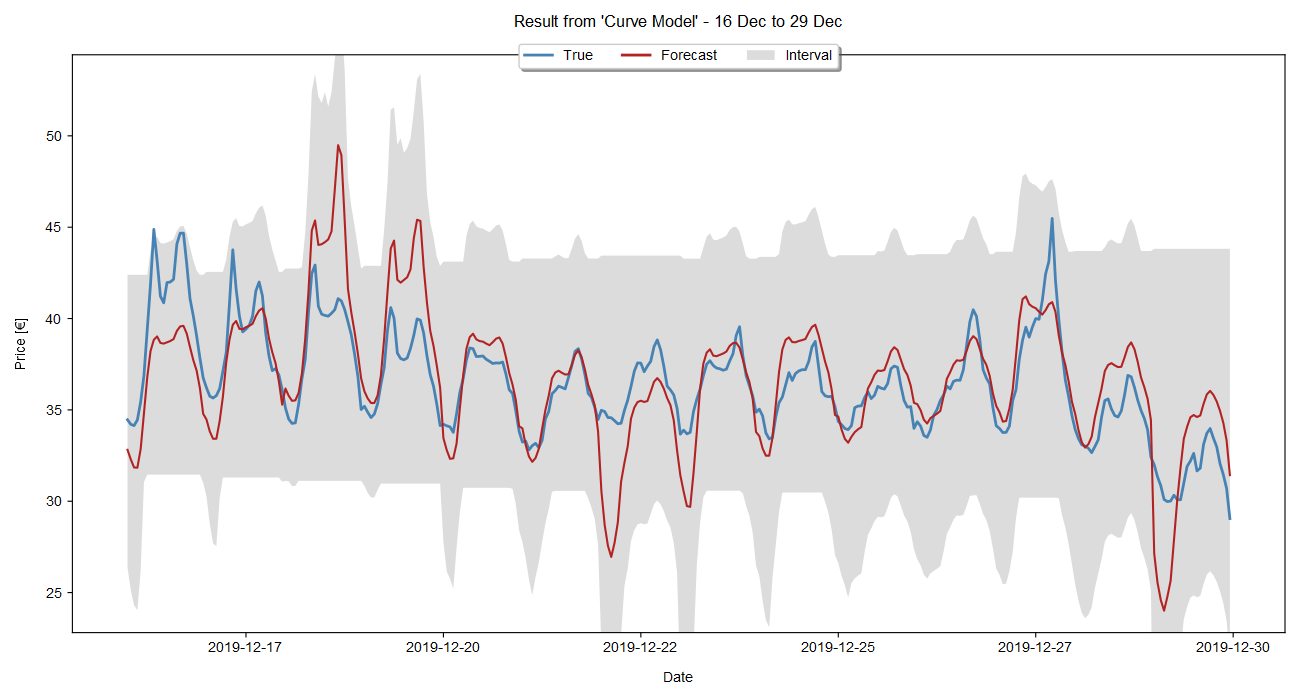 Result from 'Curve Model' - 16 Dec to 29 Dec
True Forecast Interval
50
45
40
35
30
25
Price [€]
2019-12-17 2019-12-20 2019-12-22 2019-12-25 2019-12-27 2019-12-30
Date